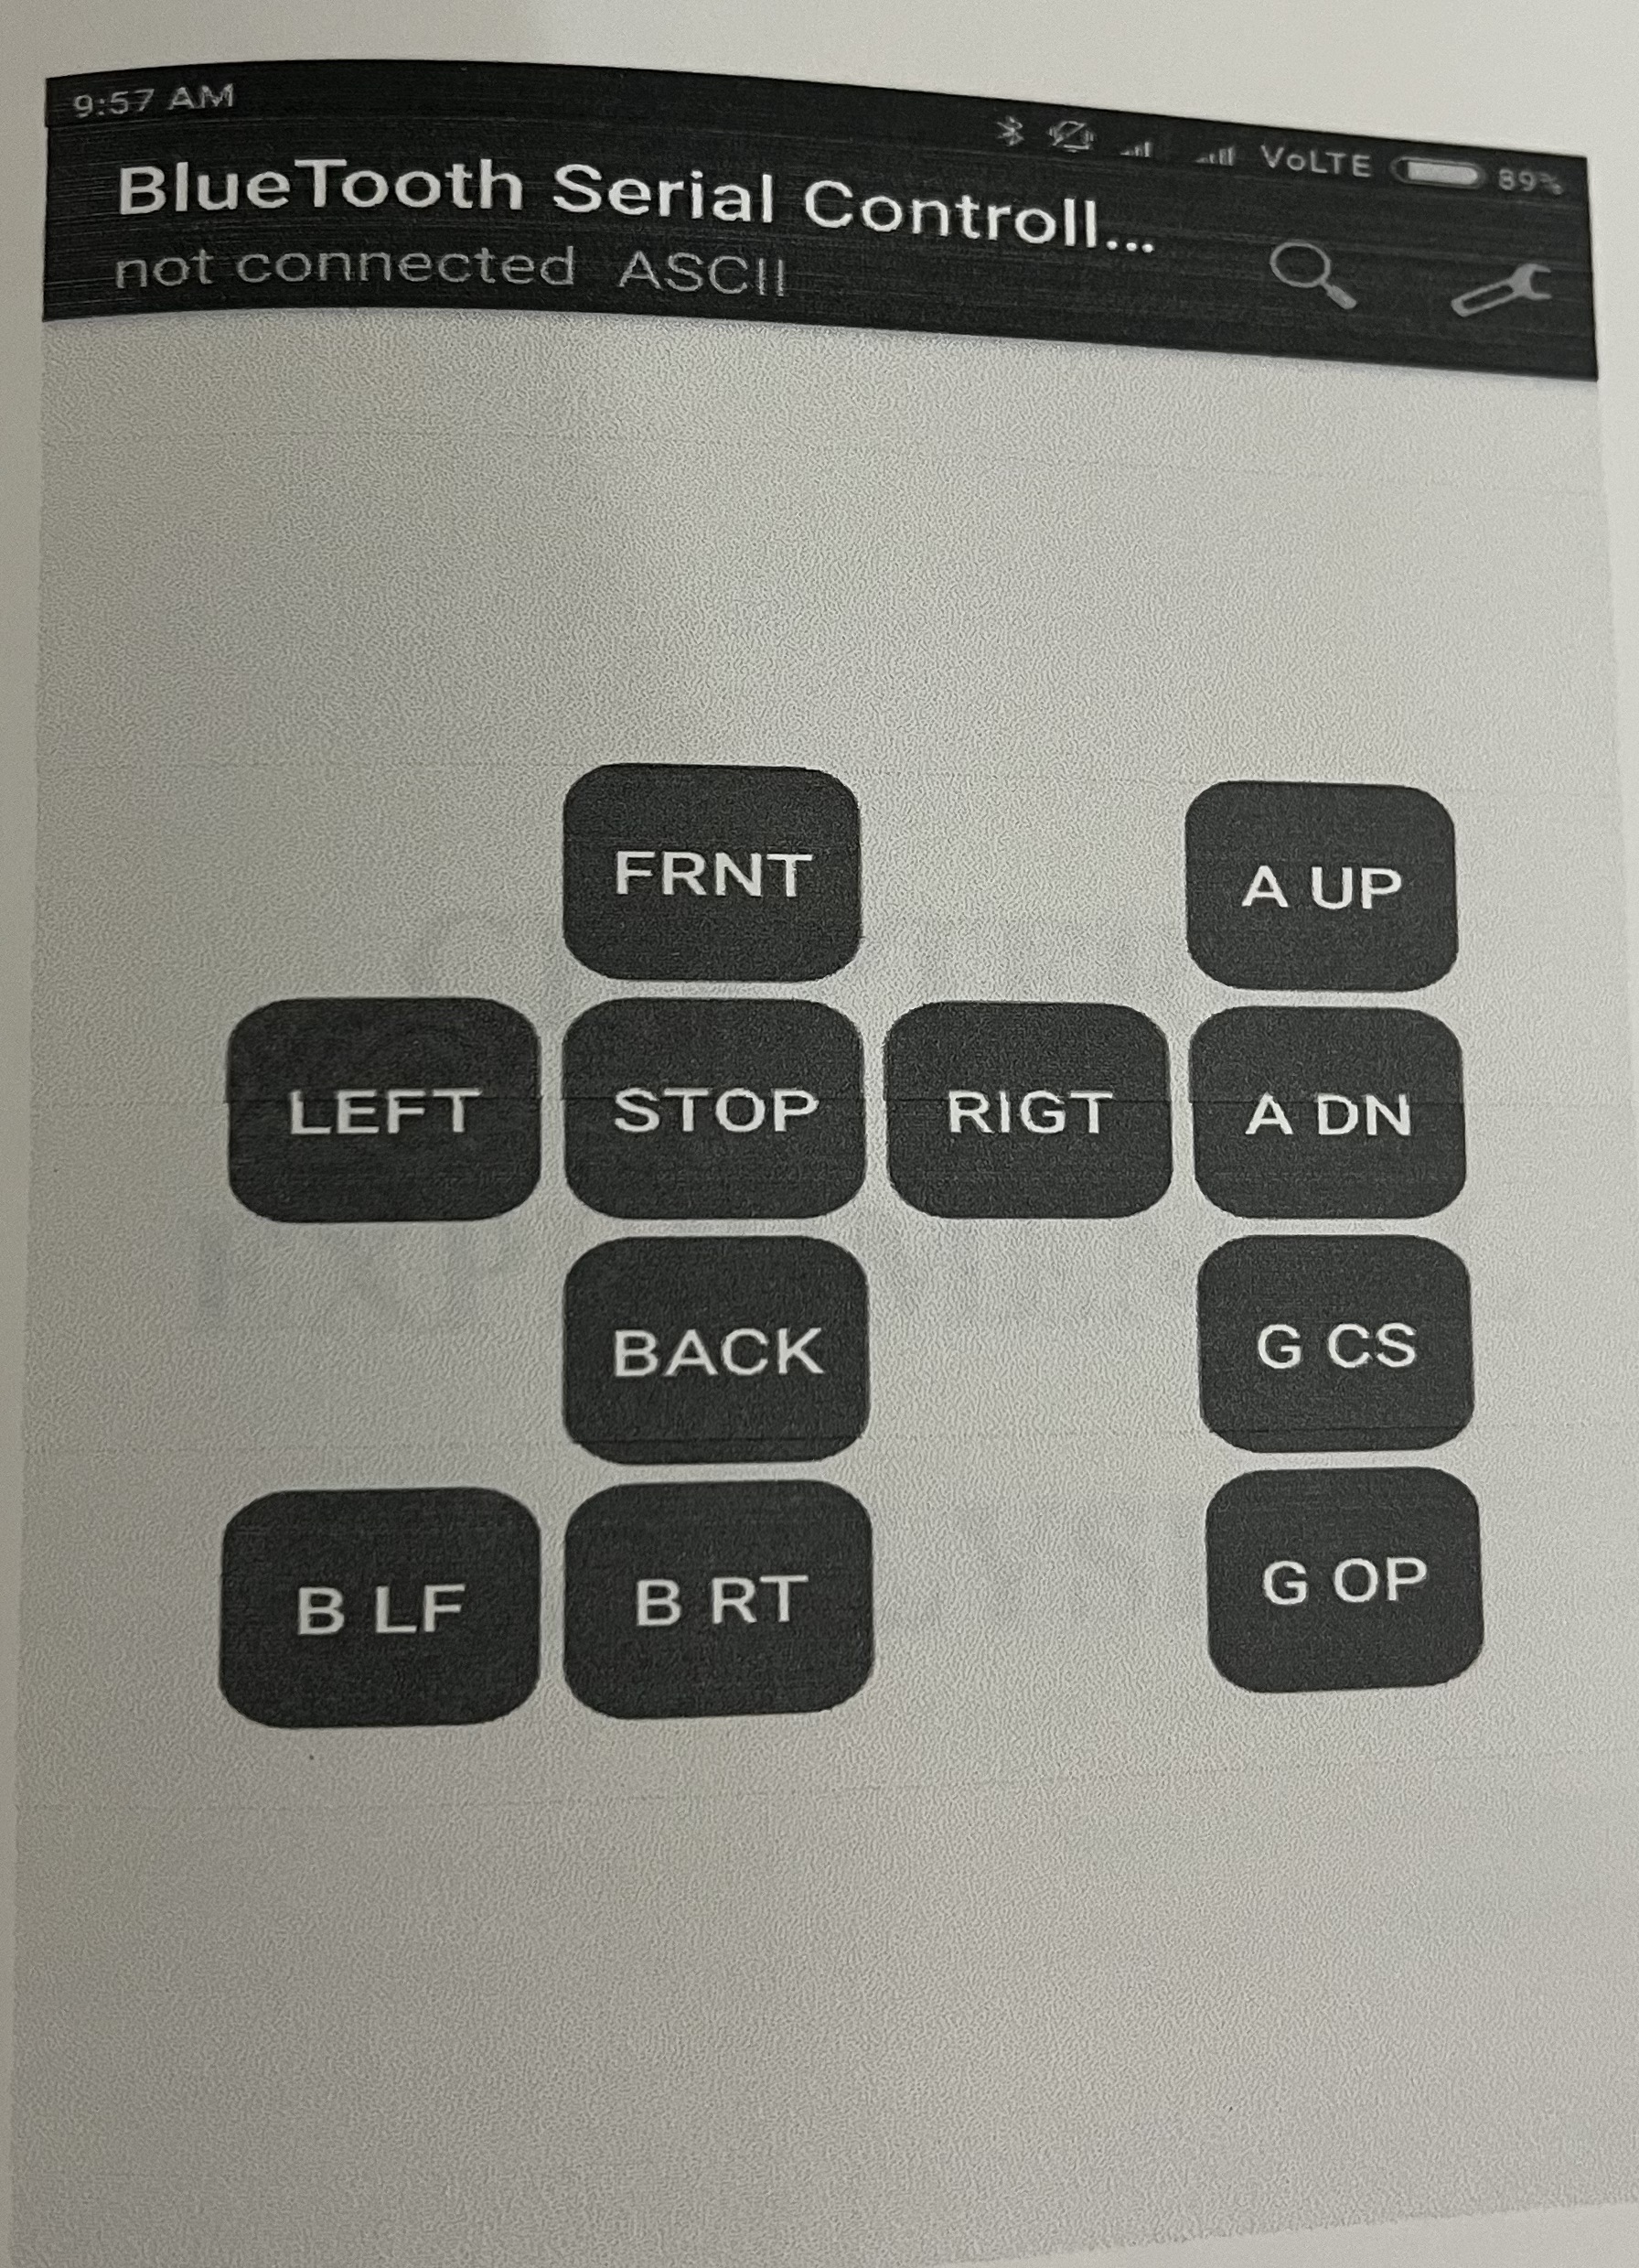 9:57 AM VoLTE 89%
BlueTooth Serial Controll...
not connected ASCII
FRNT A UP
LEFT STOP RIGT A DN
BACK G CS
B LF B RT G OP